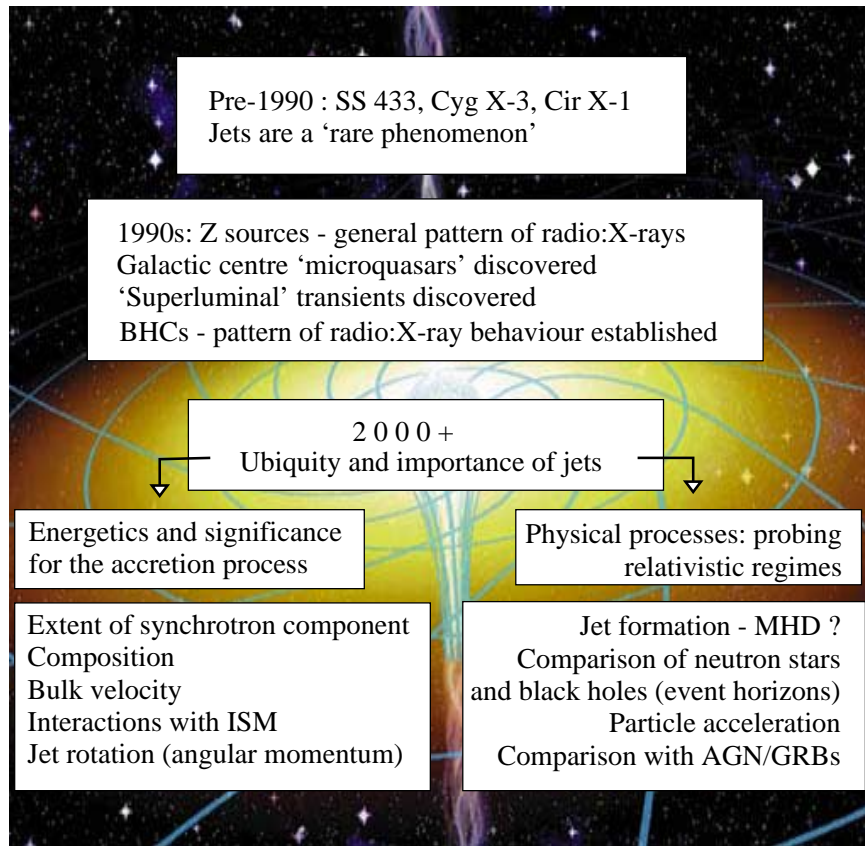 Pre-1990 : SS 433, Cyg X-3, Cir X-1
Jets are a ‘rare phenomenon’
1990s: Z sources - general pattern of radio:X-rays
Galactic centre ‘microquasars’ discovered
‘Superluminal’ transients discovered
BHCs - pattern of radio:X-ray behaviour established
2 0 0 0 +
Ubiquity and importance of jets
Energetics and significance
for the accretion process
Extent of synchrotron component
Composition
Bulk velocity
Interactions with ISM
Jet rotation (angular momentum)
Physical processes: probing
relativistic regimes
Jet formation - MHD ?
Comparison of neutron stars
and black holes (event horizons)
Particle acceleration
Comparison with AGN/GRBs